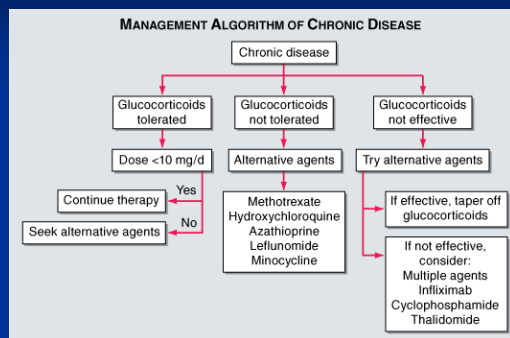 MANAGEMENT ALGORITHM OF CHRONIC DISEASE
Chronic disease
Glucocorticoids
tolerated
Glucocorticoids
not tolerated
Glucocorticoids
not effective
Dose <10 mg/d
Alternative agents
Try alternative agents
Yes
Continue therapy
No
Seek alternative agents
Methotrexate
Hydroxychloroquine
Azathioprine
Leflunomide
Minocycline
If effective, taper off
glucocorticoids
If not effective,
consider:
Multiple agents
Infliximab
Cyclophosphamide
Thalidomide